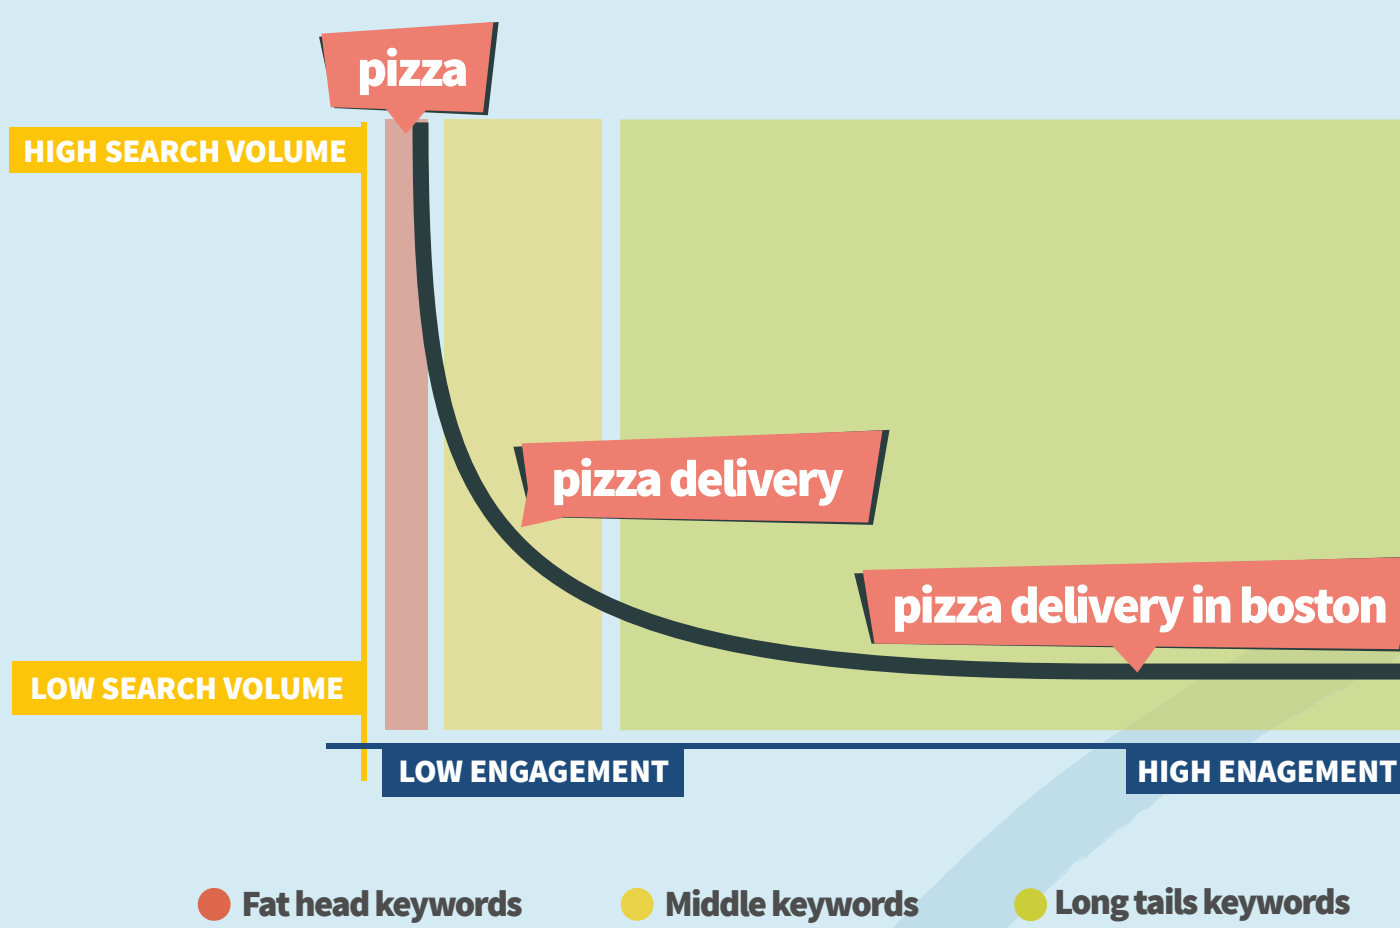 pizza
HIGH SEARCH VOLUME
pizza delivery
pizza delivery in boston
LOW SEARCH VOLUME
LOW ENGAGEMENT
HIGH ENAGEMENT
Fat head keywords
Middle keywords
Long tails keywords